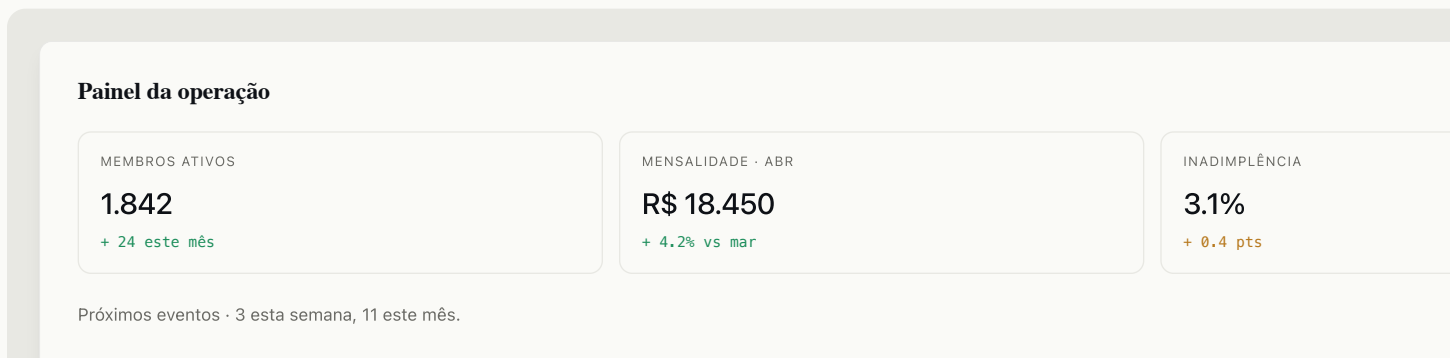 Painel da operação
MEMBROS ATIVOS
1.842
+ 24 este mês
MENSALIDADE · ABR
R$ 18.450
+ 4.2% vs mar
INADIMPLÊNCIA
3.1%
+ 0.4 pts
Próximos eventos · 3 esta semana, 11 este mês.